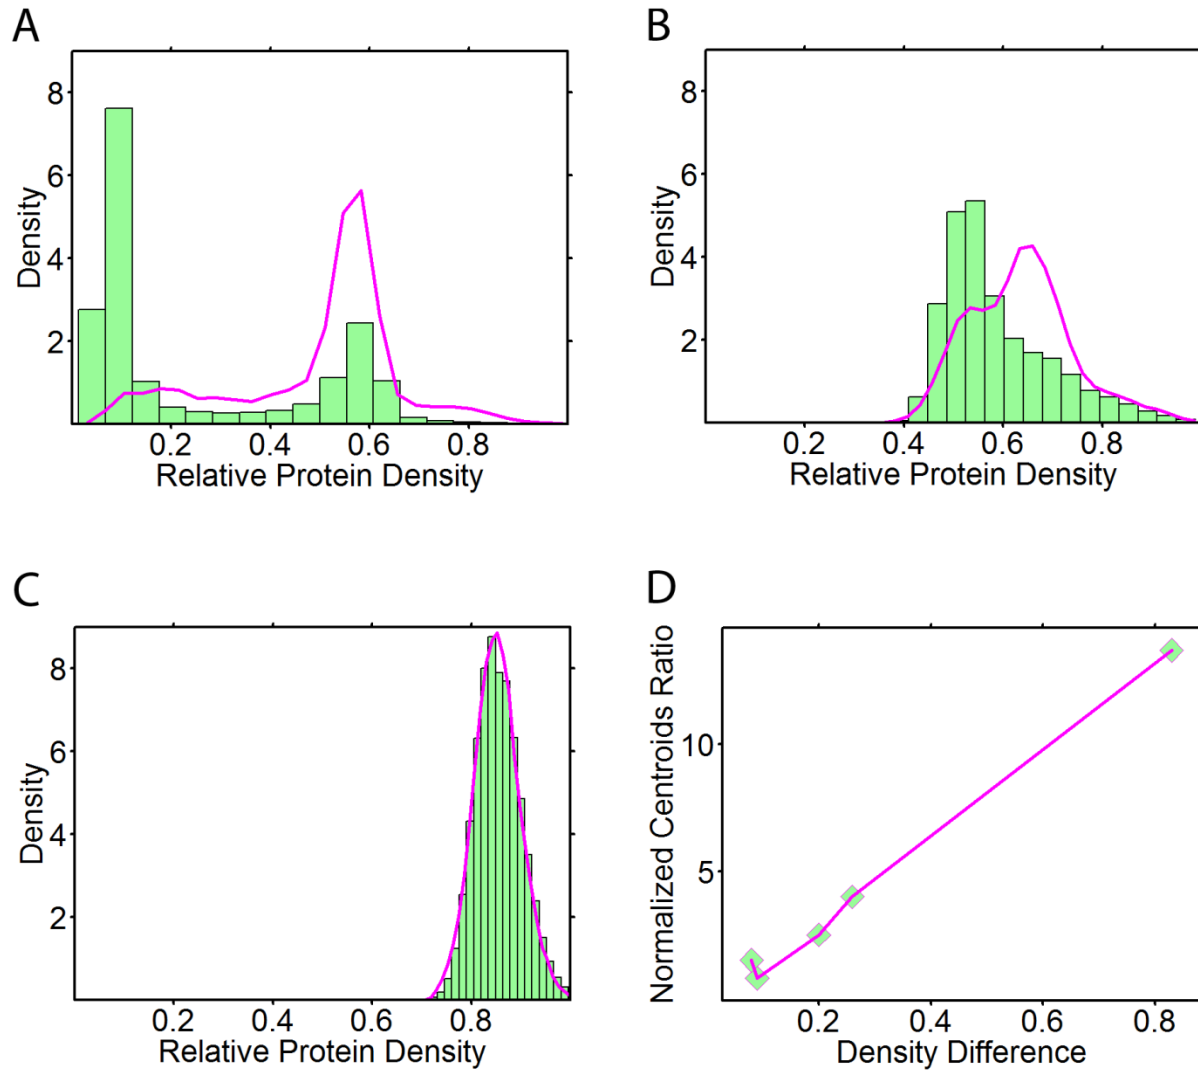 A
8
6
4
2
Density
0.2 0.4 0.6 0.8
Relative Protein Density
B
8
6
4
2
Density
0.2 0.4 0.6 0.8
Relative Protein Density
C
8
6
4
2
Density
0.2 0.4 0.6 0.8
Relative Protein Density
D
10
5
Normalized Centroids Ratio
0.2 0.4 0.6 0.8
Density Difference